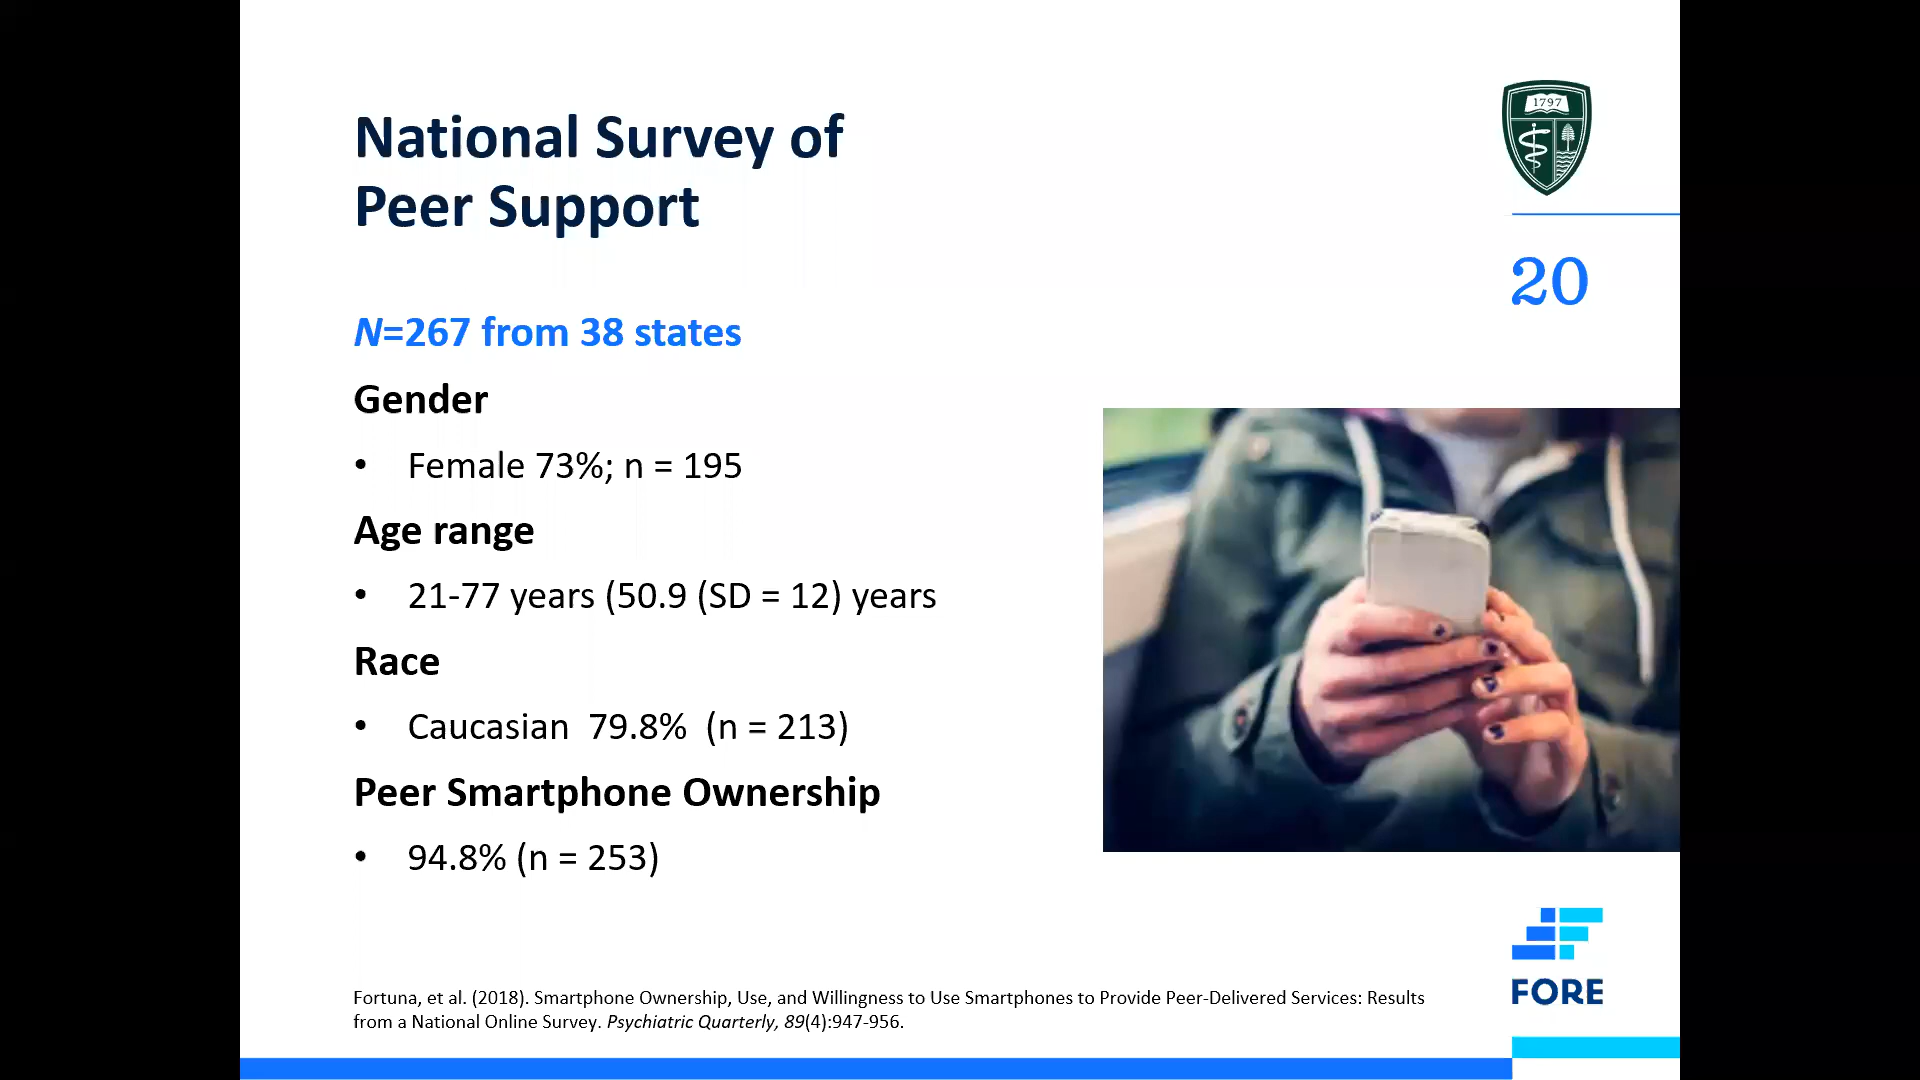 National Survey of
Peer Support
1797
20
N=267 from 38 states
Gender
• Female 73%; n = 195
Age range
• 21-77 years (50.9 (SD = 12) years
Race
• Caucasian 79.8% (n = 213)
Peer Smartphone Ownership
• 94.8% (n = 253)
FORE
Fortuna, et al. (2018). Smartphone Ownership, Use, and Willingness to Use Smartphones to Provide Peer-Delivered Services: Results
from a National Online Survey. Psychiatric Quarterly, 89(4):947-956.